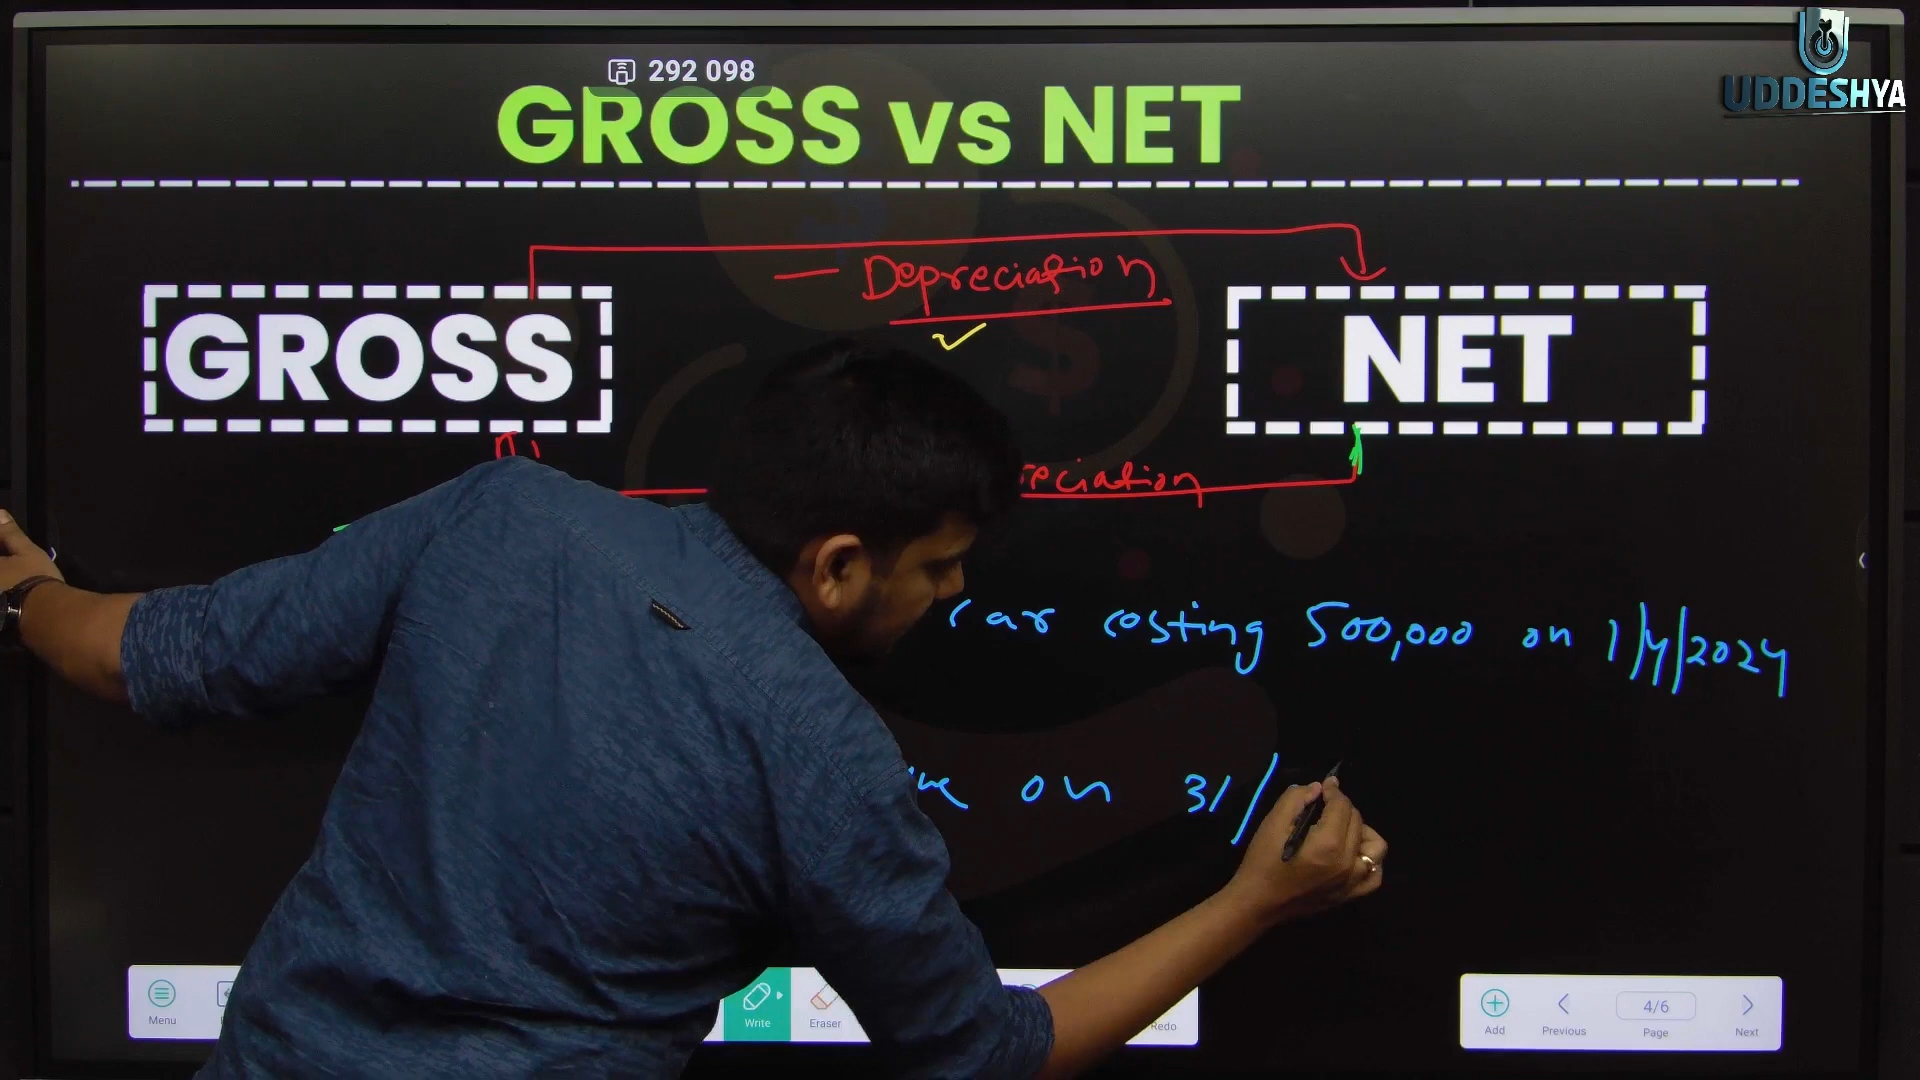 292 098
UDDESHYA
GROSS vs NET
— Depreciation
GROSS
NET
reciation
Car costing 500,000 on 1/4/2024
on 31/
Menu
Write
Eraser
Redo
Add
Previous
4/6
Page
Next